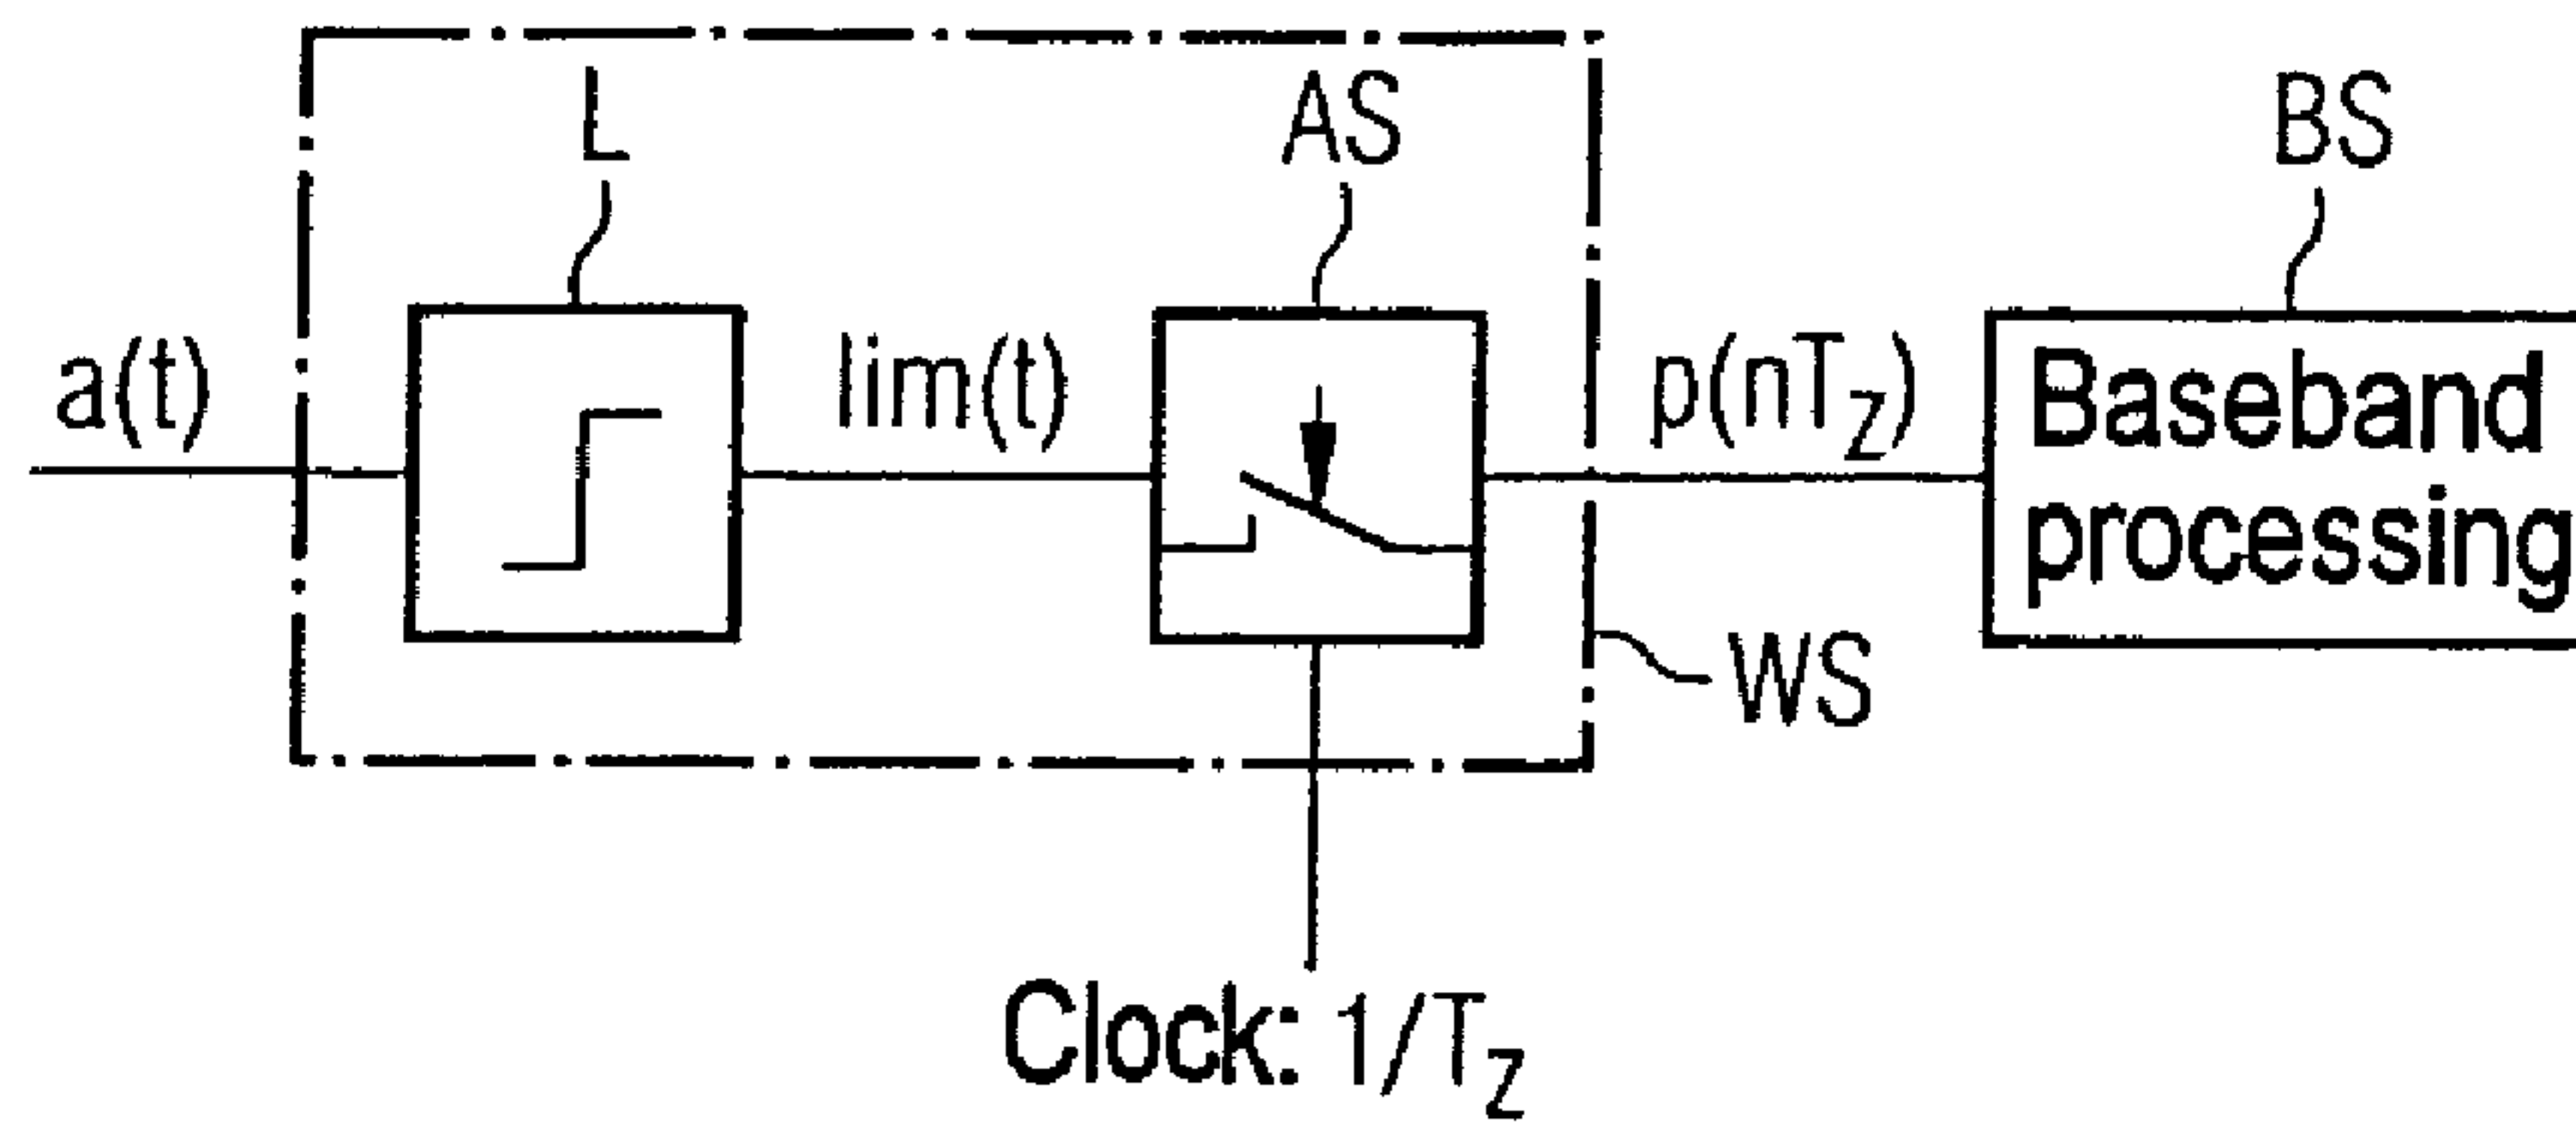 L
AS
BS
a(t)
lim(t)
p(nT_Z)
Baseband
processing
WS
Clock: 1/T_Z